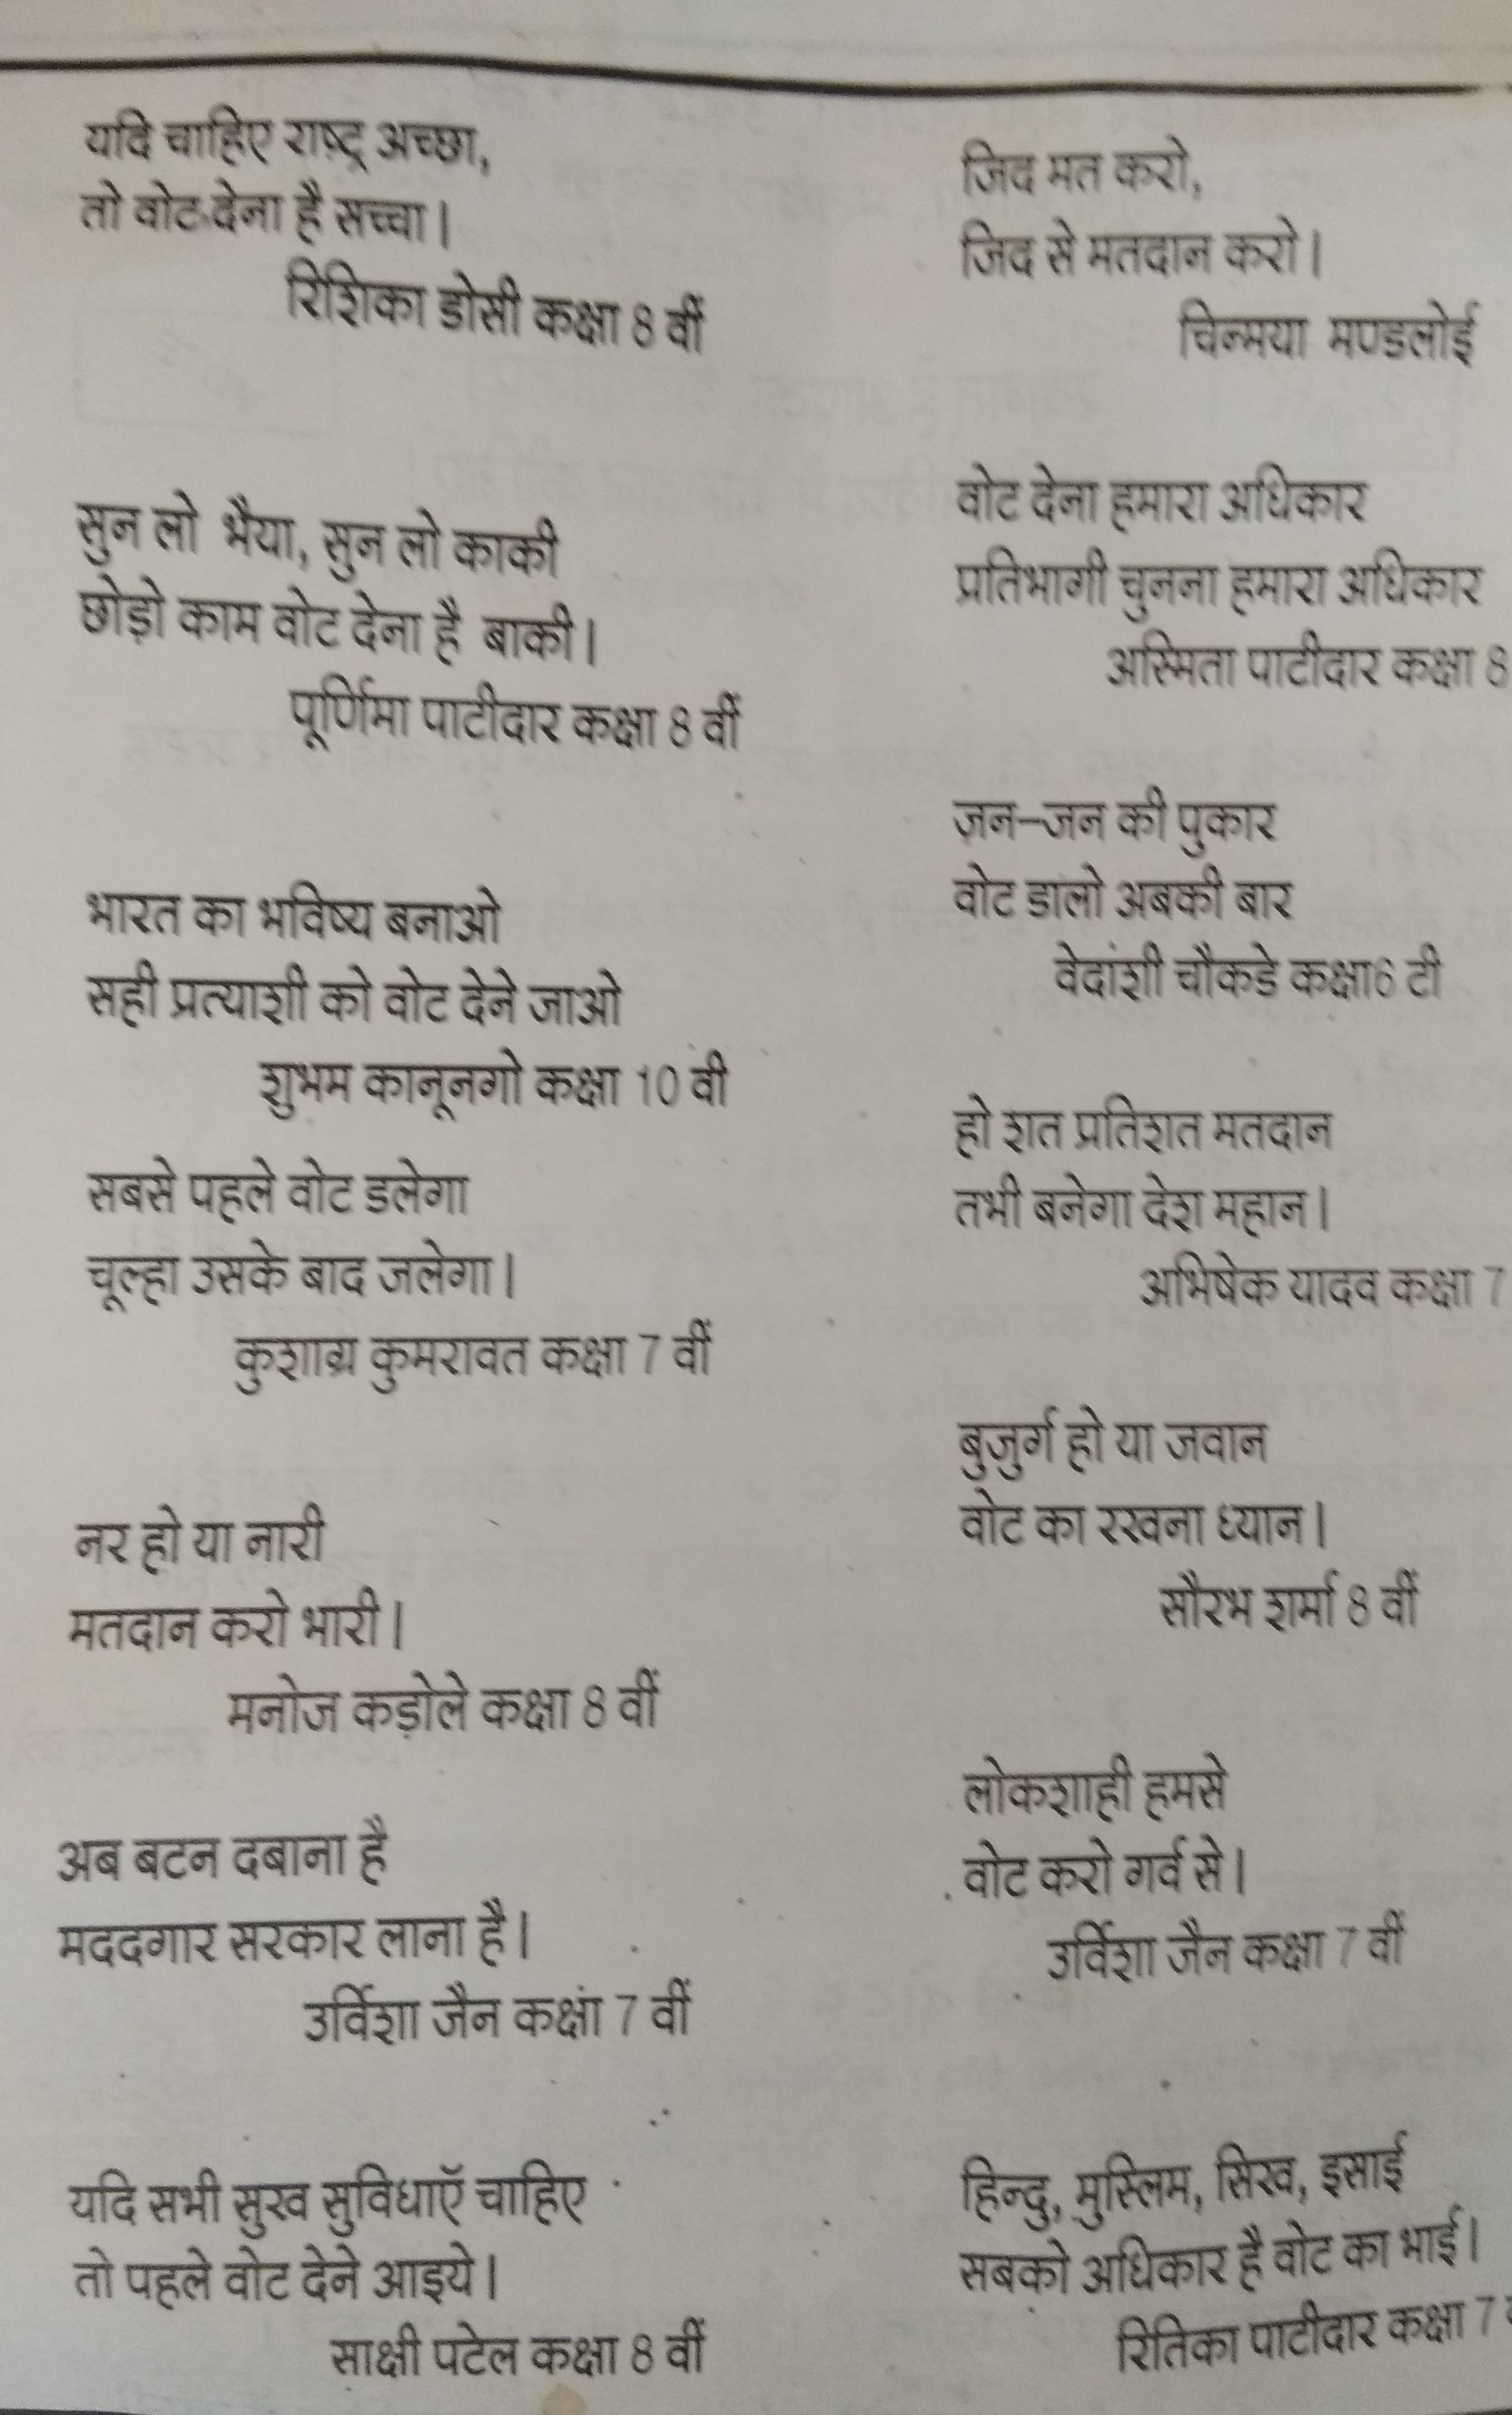 यदि चाहिए राष्ट्र अच्छा,
तो वोट देना है सच्चा।
रिशिका डोसी कक्षा 8 वीं
सुन लो भैया, सुन लो काकी
छोड़ो काम वोट देना है बाकी।
पूर्णिमा पाटीदार कक्षा 8 वीं
भारत का भविष्य बनाओ
सही प्रत्याशी को वोट देने जाओ
शुभम कानूनगो कक्षा 10 वी
सबसे पहले वोट डलेगा
चूल्हा उसके बाद जलेगा।
कुशाग्र कुमरावत कक्षा 7 वीं
नर हो या नारी
मतदान करो भारी।
मनोज कड़ोले कक्षा 8 वीं
अब बटन दबाना है
मददगार सरकार लाना है।
उर्विशा जैन कक्षां 7 वीं
यदि सभी सुख सुविधाऍ चाहिए
तो पहले वोट देने आइये।
साक्षी पटेल कक्षा 8 वीं
जिद मत करो,
जिद से मतदान करो।
चिन्मया मण्डलोई
वोट देना हमारा अधिकार
प्रतिभागी चुनना हमारा अधिकार
अस्मिता पाटीदार कक्षा 8
ज़न–जन की पुकार
वोट डालो अबकी बार
वेदांशी चौकडे कक्षा6 टी
हो शत प्रतिशत मतदान
तभी बनेगा देश महान।
अभिषेक यादव कक्षा 7
बुजुर्ग हो या जवान
वोट का रखना ध्यान।
सौरभ शर्मा 8 वीं
लोकशाही हमसे
वोट करो गर्व से।
उर्विशा जैन कक्षा 7 वीं
हिन्दु, मुस्लिम, सिख, इसाई
सबको अधिकार है वोट का भाई।
रितिका पाटीदार कक्षा 7